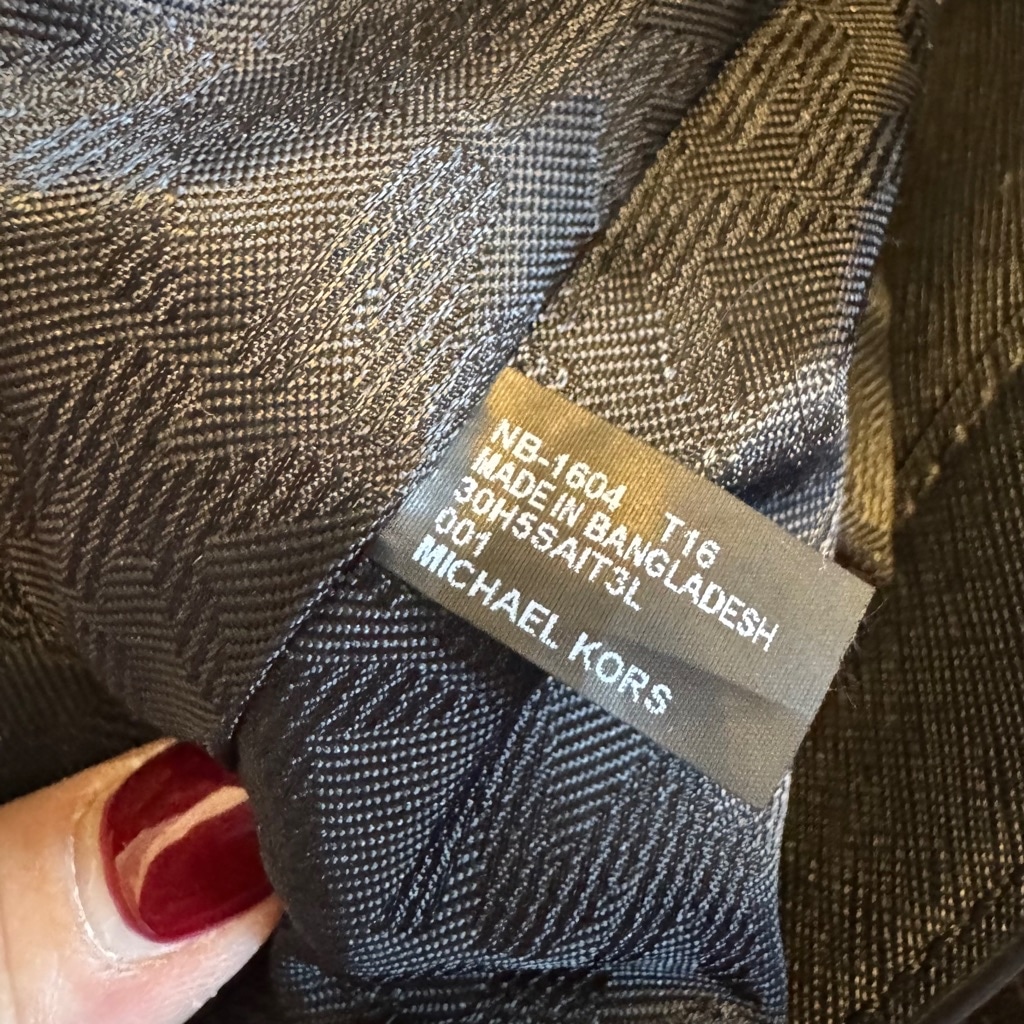 NB-1604 T16
MADE IN BANGLADESH
30H5SAIT3L
001
MICHAEL KORS